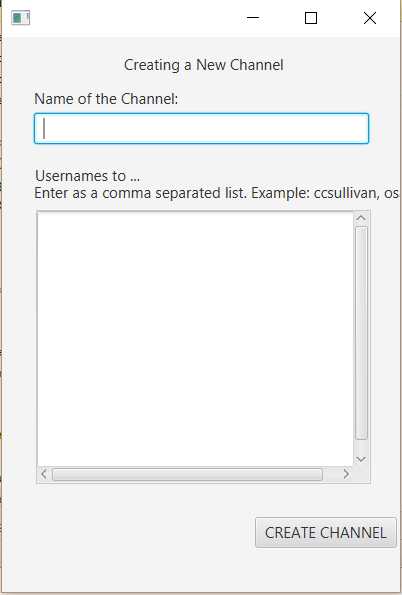 Creating a New Channel
Name of the Channel:
Usernames to ...
Enter as a comma separated list. Example: ccsullivan, os
CREATE CHANNEL